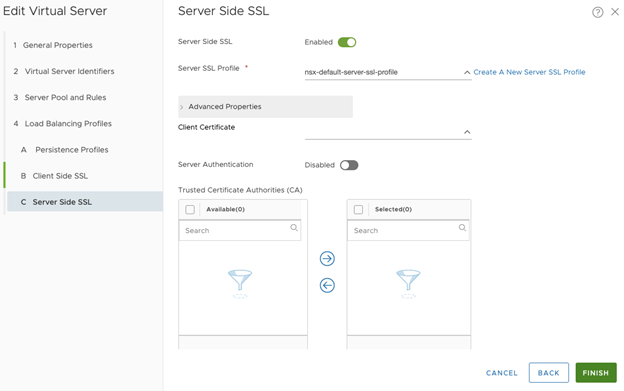 Edit Virtual Server
1 General Properties
2 Virtual Server Identifiers
3 Server Pool and Rules
4 Load Balancing Profiles
A Persistence Profiles
B Client Side SSL
C Server Side SSL
Server Side SSL
Server Side SSL Enabled
Server SSL Profile * nsx-default-server-ssl-profile Create A New Server SSL Profile
Advanced Properties
Client Certificate
Server Authentication Disabled
Trusted Certificate Authorities (CA)
Available(0) Selected(0)
Search Search
CANCEL BACK FINISH